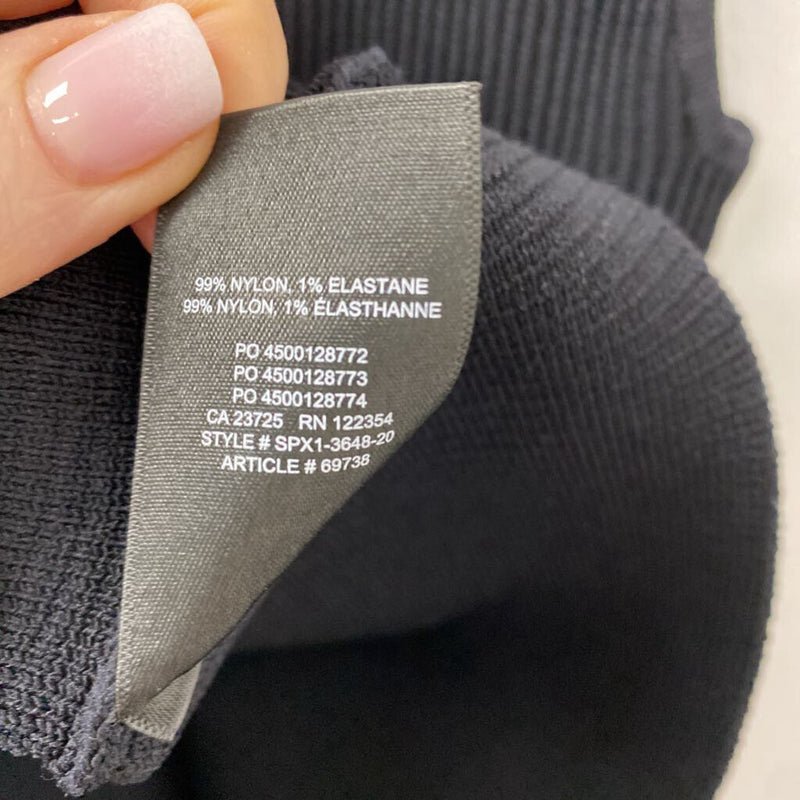 99% NYLON, 1% ELASTANE
99% NYLON, 1% ÉLASTHANNE
PO 4500128772
PO 4500128773
PO 4500128774
CA 23725 RN 122354
STYLE # SPX1-3648-20
ARTICLE # 69738